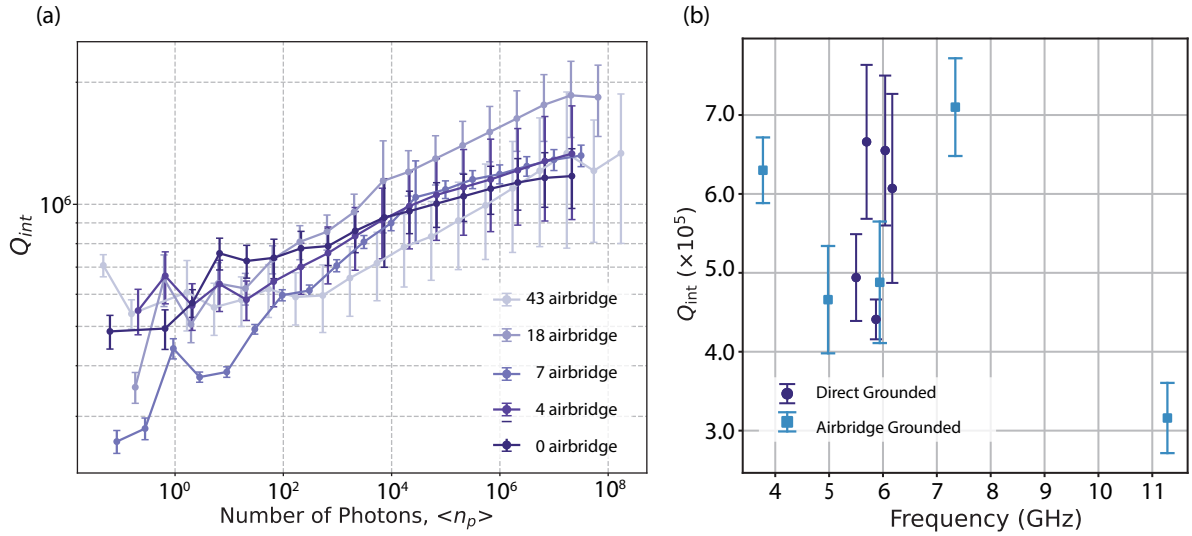 (a)
Q_int
10^6
43 airbridge
18 airbridge
7 airbridge
4 airbridge
0 airbridge
10^0 10^2 10^4 10^6 10^8
Number of Photons, <n_p>
(b)
Q_int (×10^5)
7.0
6.0
5.0
4.0
3.0
Direct Grounded
Airbridge Grounded
4 5 6 7 8 9 10 11
Frequency (GHz)